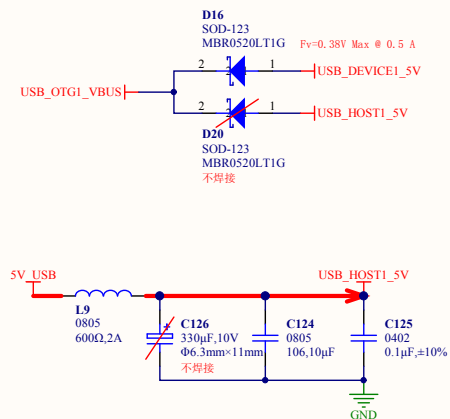 D16
SOD-123
MBR0520LT1G
Fv=0.38V Max @ 0.5 A
2
1
USB_DEVICE1_5V
USB_OTG1_VBUS
2
1
USB_HOST1_5V
D20
SOD-123
MBR0520LT1G
不焊接
5V_USB
USB_HOST1_5V
L9
0805
600Ω,2A
+
C126
330μF,10V
Φ6.3mm×11mm
不焊接
C124
0805
106,10μF
C125
0402
0.1μF,±10%
GND